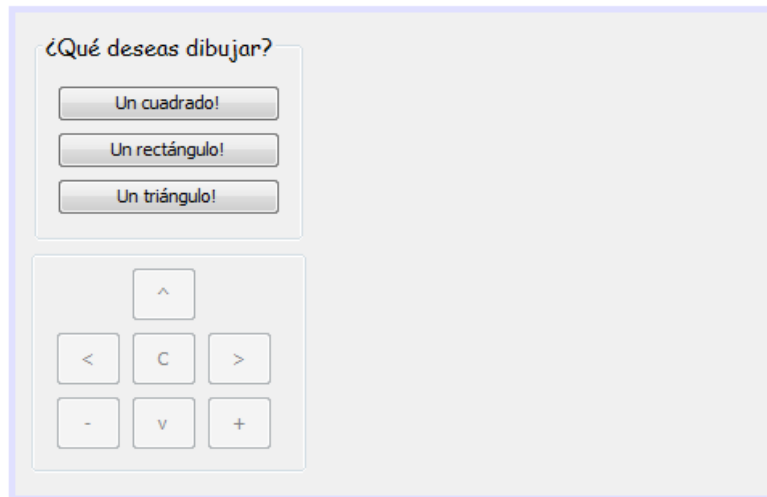 ¿Qué deseas dibujar?
Un cuadrado!
Un rectángulo!
Un triángulo!
^
< C >
- v +